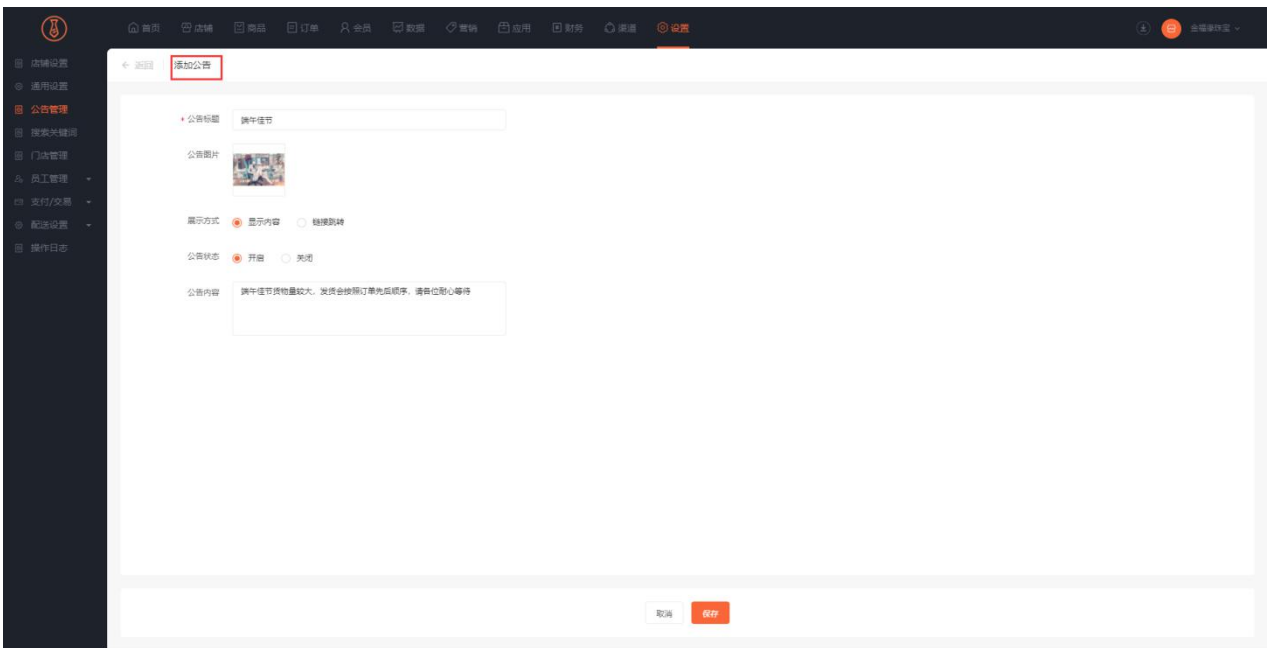 首页 店铺 商品 订单 会员 数据 营销 应用 财务 渠道 设置
店铺设置
通用设置
公告管理
搜索关键词
门店管理
员工管理
支付/交易
配送设置
操作日志
返回 添加公告
* 公告标题 端午佳节
公告图片
展示方式 显示内容 链接跳转
公告状态 开启 关闭
公告内容 端午佳节货物量较大，发货会按照订单先后顺序，请各位耐心等待
取消 保存